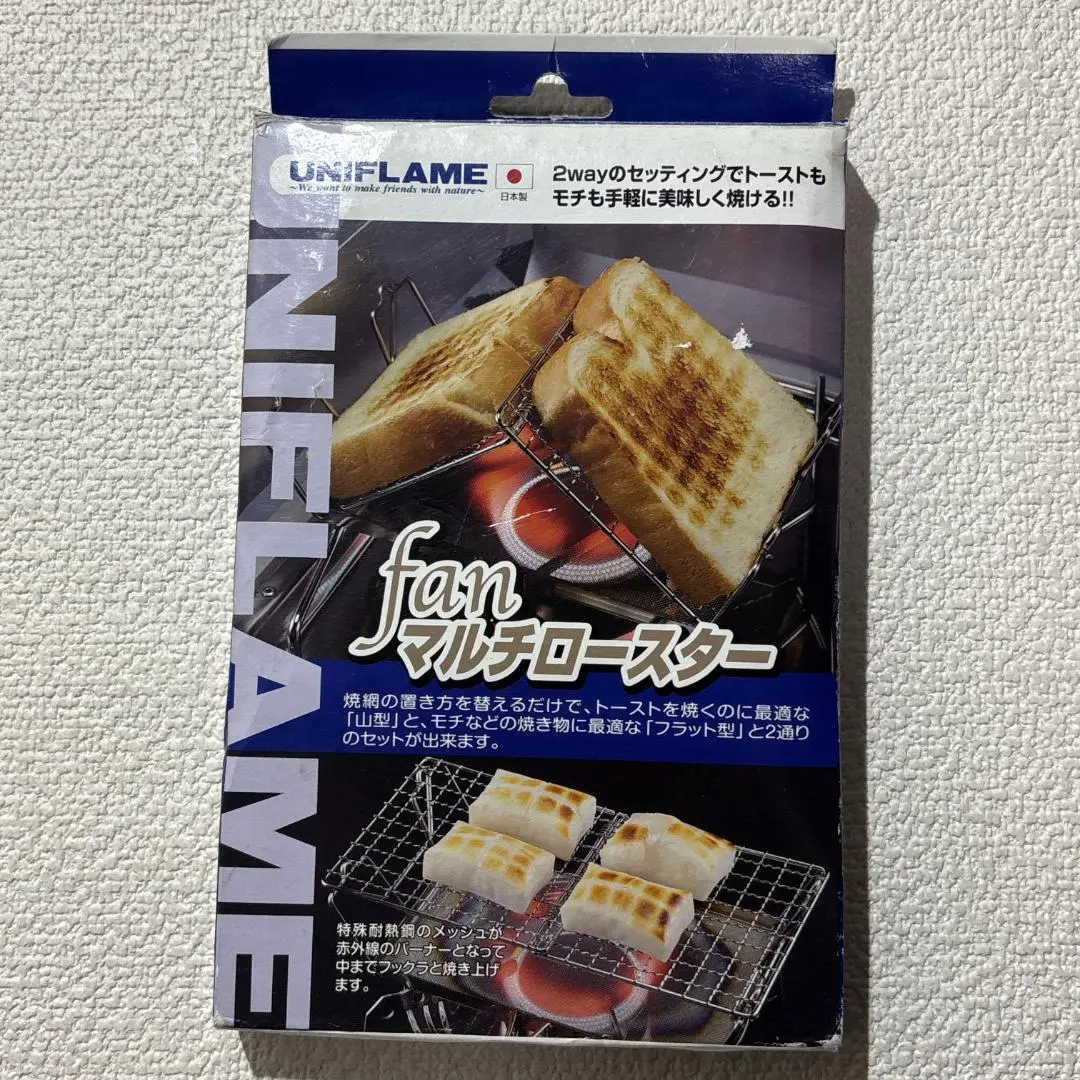 UNIFLAME
~We want to make friends with nature~
日本製
2wayのセッティングでトーストも
モチも手軽に美味しく焼ける!!
UNIFLAME
fan
マルチロースター
焼網の置き方を替えるだけで、トーストを焼くのに最適な
「山型」と、モチなどの焼き物に最適な「フラット型」と2通り
のセットが出来ます。
特殊耐熱鋼のメッシュが
赤外線のバーナーとなって
中までフックラと焼き上げ
ます。